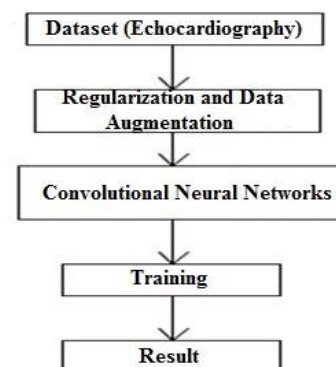 Dataset (Echocardiography)
Regularization and Data
Augmentation
Convolutional Neural Networks
Training
Result